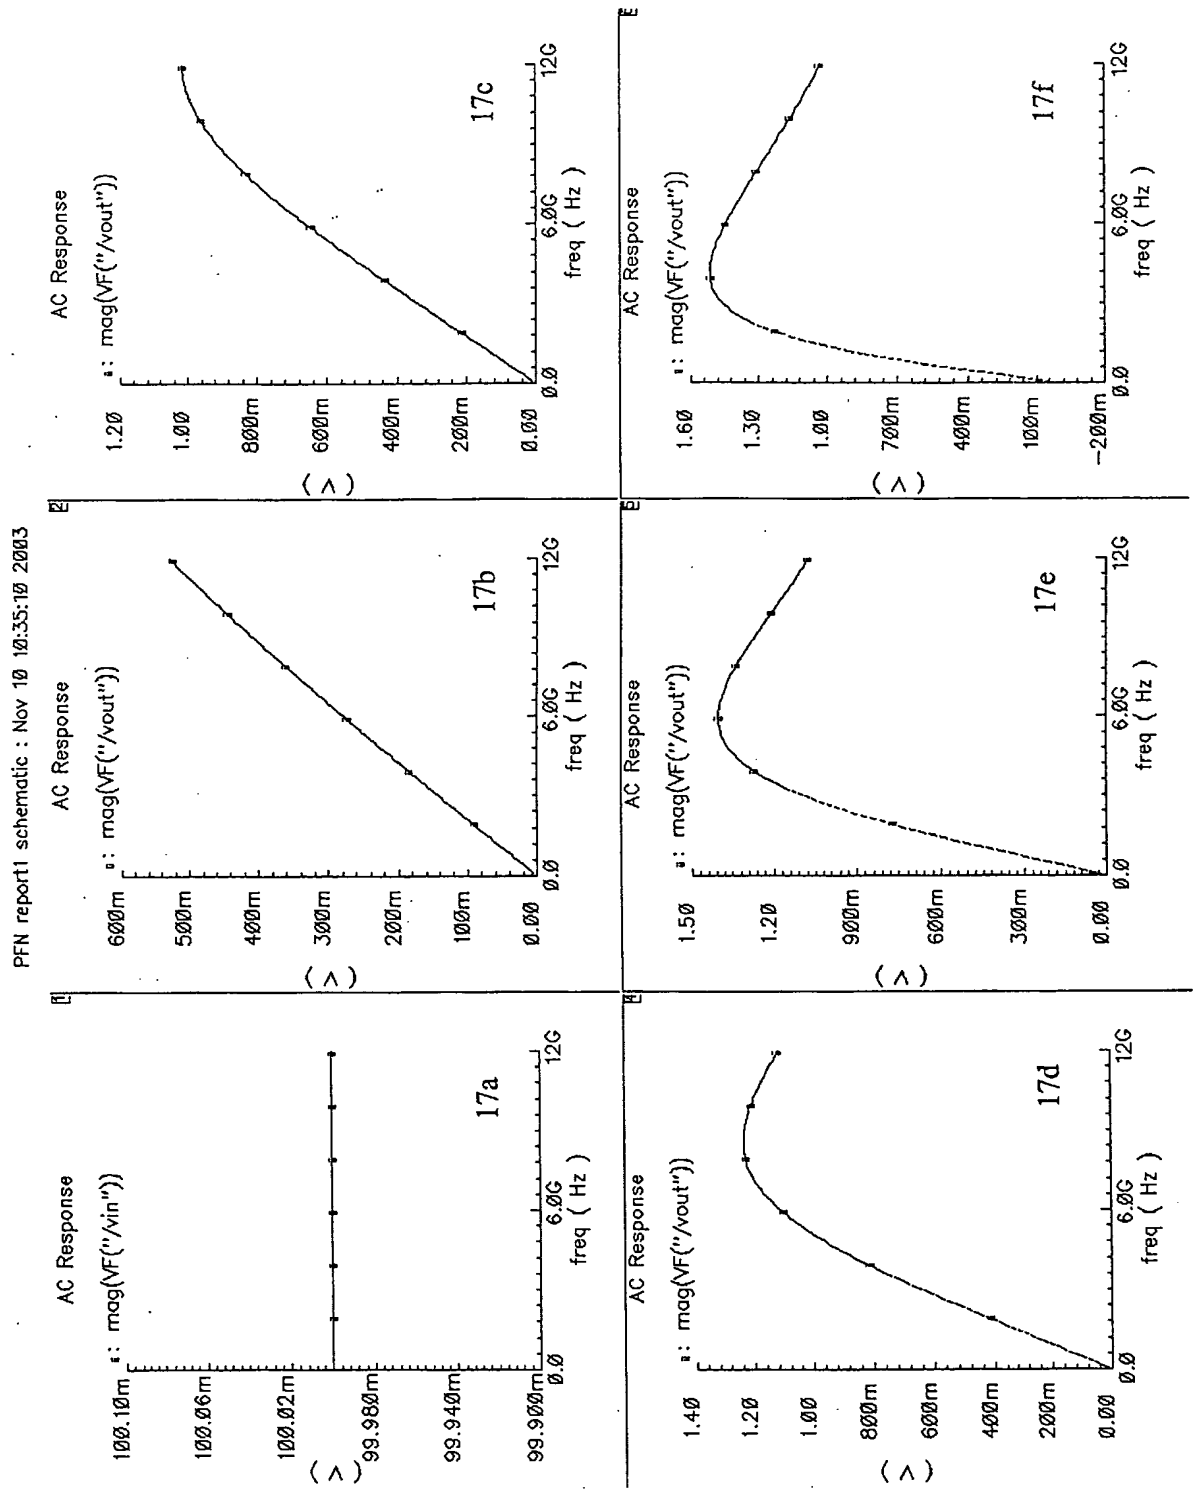 PFN report1 schematic : Nov 10 10:35:10 2003
1
AC Response
: mag(VF("/vin"))
100.10m
100.06m
100.02m
99.980m
99.940m
99.900m
( V )
0.0
6.0G
12G
freq ( Hz )
17a
2
AC Response
: mag(VF("/vout"))
600m
500m
400m
300m
200m
100m
0.00
( V )
0.0
6.0G
12G
freq ( Hz )
17b
AC Response
: mag(VF("/vout"))
1.20
1.00
800m
600m
400m
200m
0.00
( V )
0.0
6.0G
12G
freq ( Hz )
17c
4
AC Response
: mag(VF("/vout"))
1.40
1.20
1.00
800m
600m
400m
200m
0.00
( V )
0.0
6.0G
12G
freq ( Hz )
17d
5
AC Response
: mag(VF("/vout"))
1.50
1.20
900m
600m
300m
0.00
( V )
0.0
6.0G
12G
freq ( Hz )
17e
AC Response
: mag(VF("/vout"))
1.60
1.30
1.00
700m
400m
100m
-200m
( V )
0.0
6.0G
12G
freq ( Hz )
17f